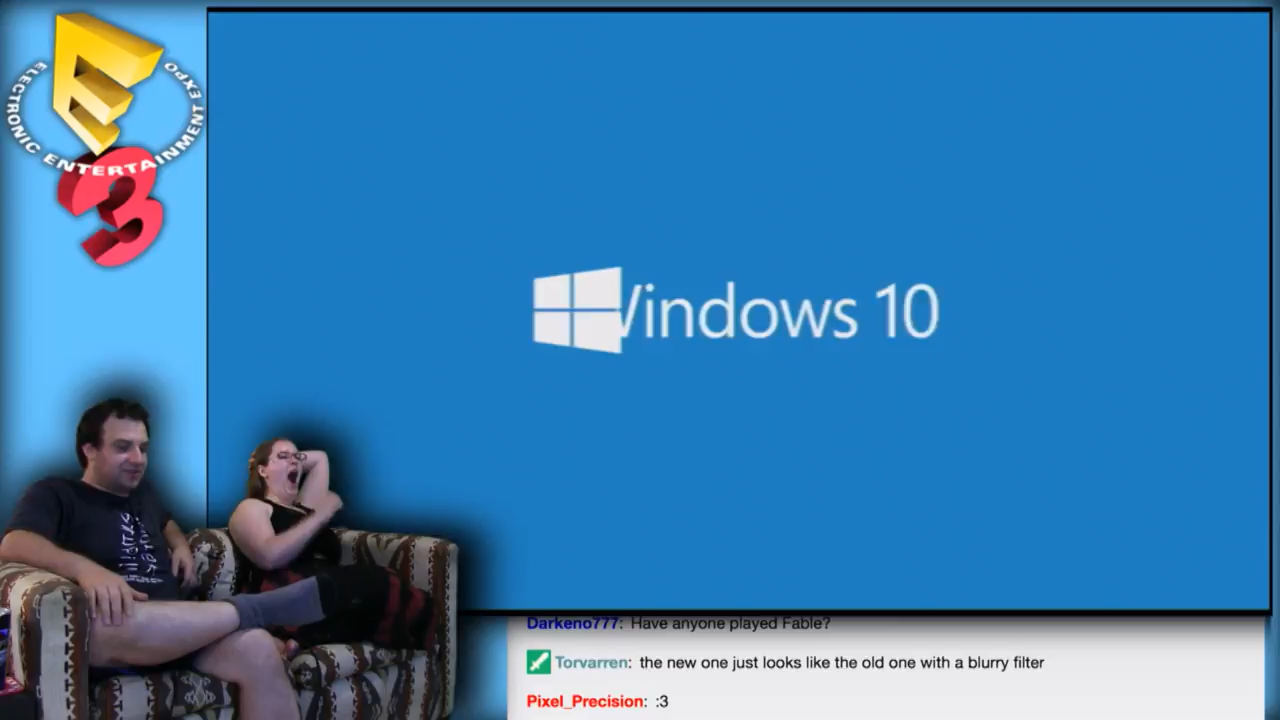 E
ELECTRONIC ENTERTAINMENT EXPO
3
Windows 10
Darkeno777: Have anyone played Fable?
Torvarren: the new one just looks like the old one with a blurry filter
Pixel_Precision: :3